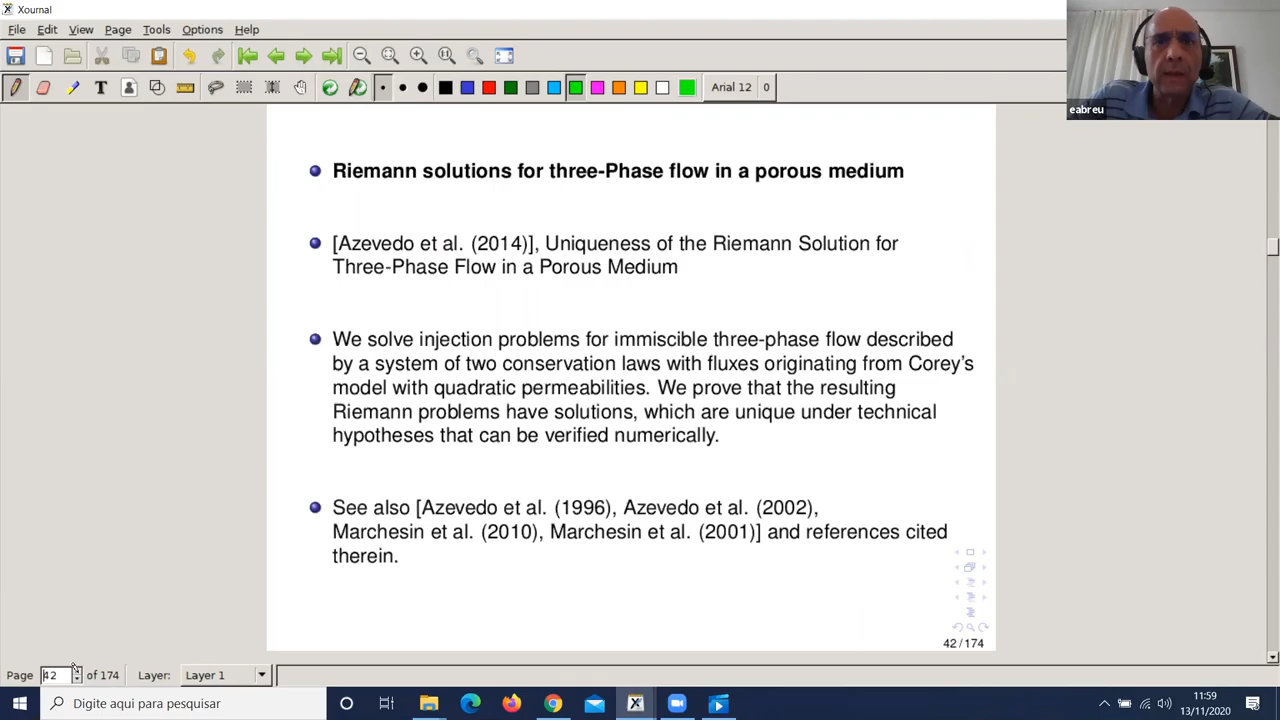 Xournal
File Edit View Page Tools Options Help
Arial 12 0
eabreu
Riemann solutions for three-Phase flow in a porous medium
[Azevedo et al. (2014)], Uniqueness of the Riemann Solution for
Three-Phase Flow in a Porous Medium
We solve injection problems for immiscible three-phase flow described
by a system of two conservation laws with fluxes originating from Corey's
model with quadratic permeabilities. We prove that the resulting
Riemann problems have solutions, which are unique under technical
hypotheses that can be verified numerically.
See also [Azevedo et al. (1996), Azevedo et al. (2002),
Marchesin et al. (2010), Marchesin et al. (2001)] and references cited
therein.
42 / 174
Page 42 of 174 Layer: Layer 1
Digite aqui para pesquisar
11:59
13/11/2020